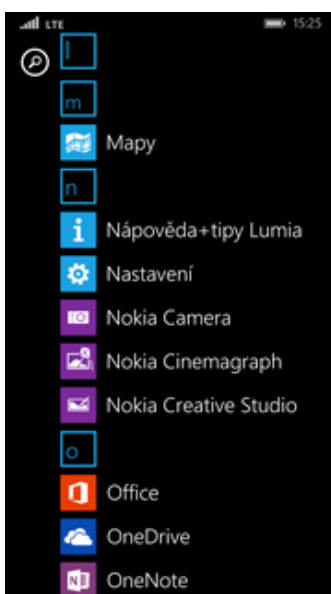 LTE 15:25
l
m
Mapy
n
Nápověda+tipy Lumia
Nastavení
Nokia Camera
Nokia Cinemagraph
Nokia Creative Studio
o
Office
OneDrive
OneNote